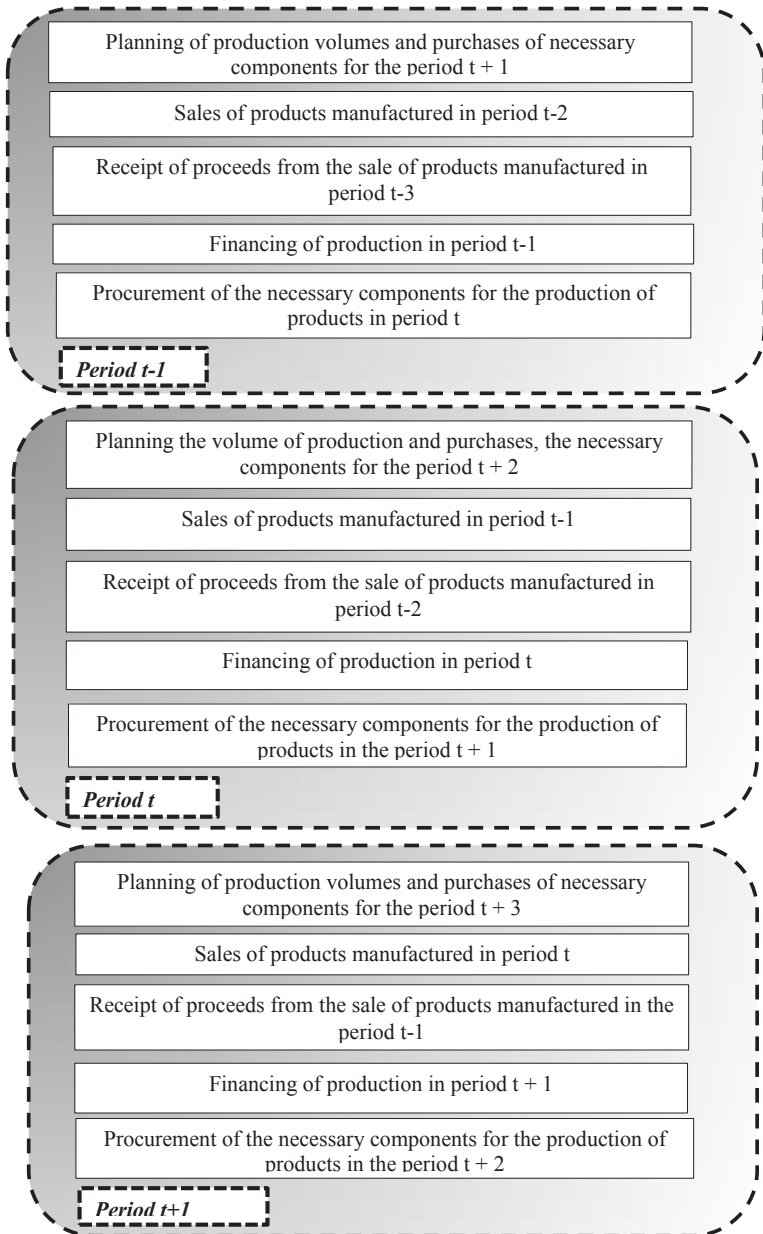 Planning of production volumes and purchases of necessary
components for the period t + 1
Sales of products manufactured in period t-2
Receipt of proceeds from the sale of products manufactured in
period t-3
Financing of production in period t-1
Procurement of the necessary components for the production of
products in period t
Period t-1
Planning the volume of production and purchases, the necessary
components for the period t + 2
Sales of products manufactured in period t-1
Receipt of proceeds from the sale of products manufactured in
period t-2
Financing of production in period t
Procurement of the necessary components for the production of
products in the period t + 1
Period t
Planning of production volumes and purchases of necessary
components for the period t + 3
Sales of products manufactured in period t
Receipt of proceeds from the sale of products manufactured in the
period t-1
Financing of production in period t + 1
Procurement of the necessary components for the production of
products in the period t + 2
Period t+1